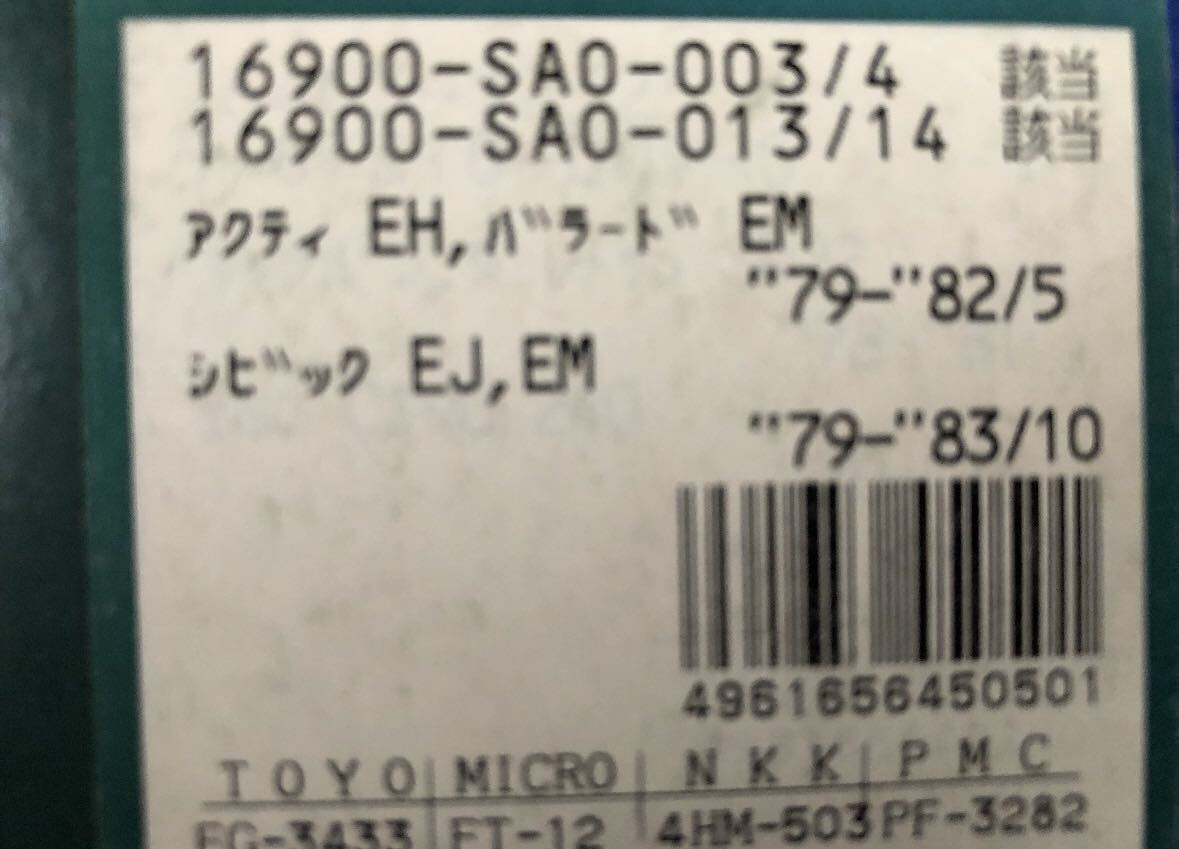 16900-SA0-003/4 該当
16900-SA0-013/14 該当
アクティ EH,バラード EM
"79-"82/5
シビック EJ,EM
"79-"83/10
4961656450501
TOYO MICRO NKK PMC
FG-3433 FT-12 4HM-503 PF-3282